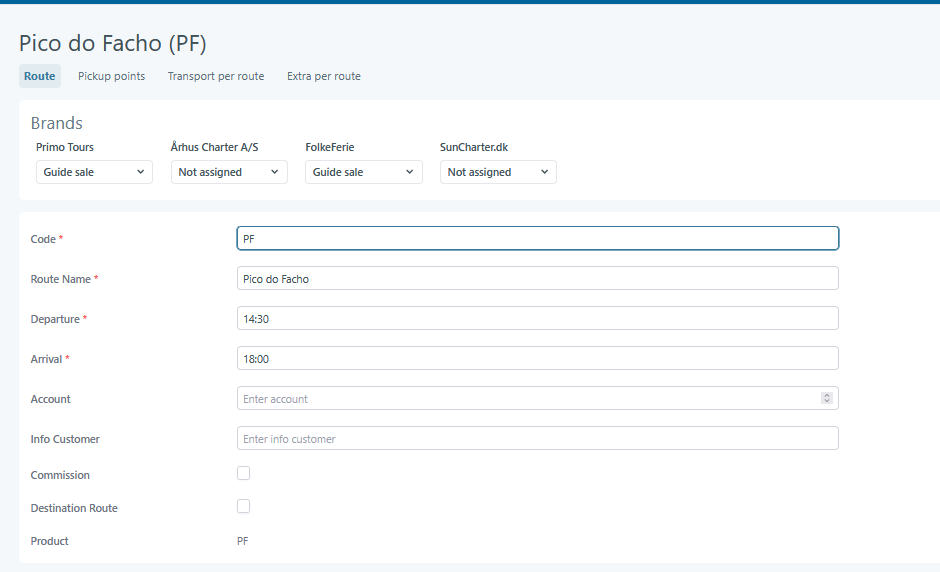 Pico do Facho (PF)
Route Pickup points Transport per route Extra per route
Brands
Primo Tours Århus Charter A/S FolkeFerie SunCharter.dk
Guide sale Not assigned Guide sale Not assigned
Code * PF
Route Name * Pico do Facho
Departure * 14:30
Arrival * 18:00
Account Enter account
Info Customer Enter info customer
Commission
Destination Route
Product PF